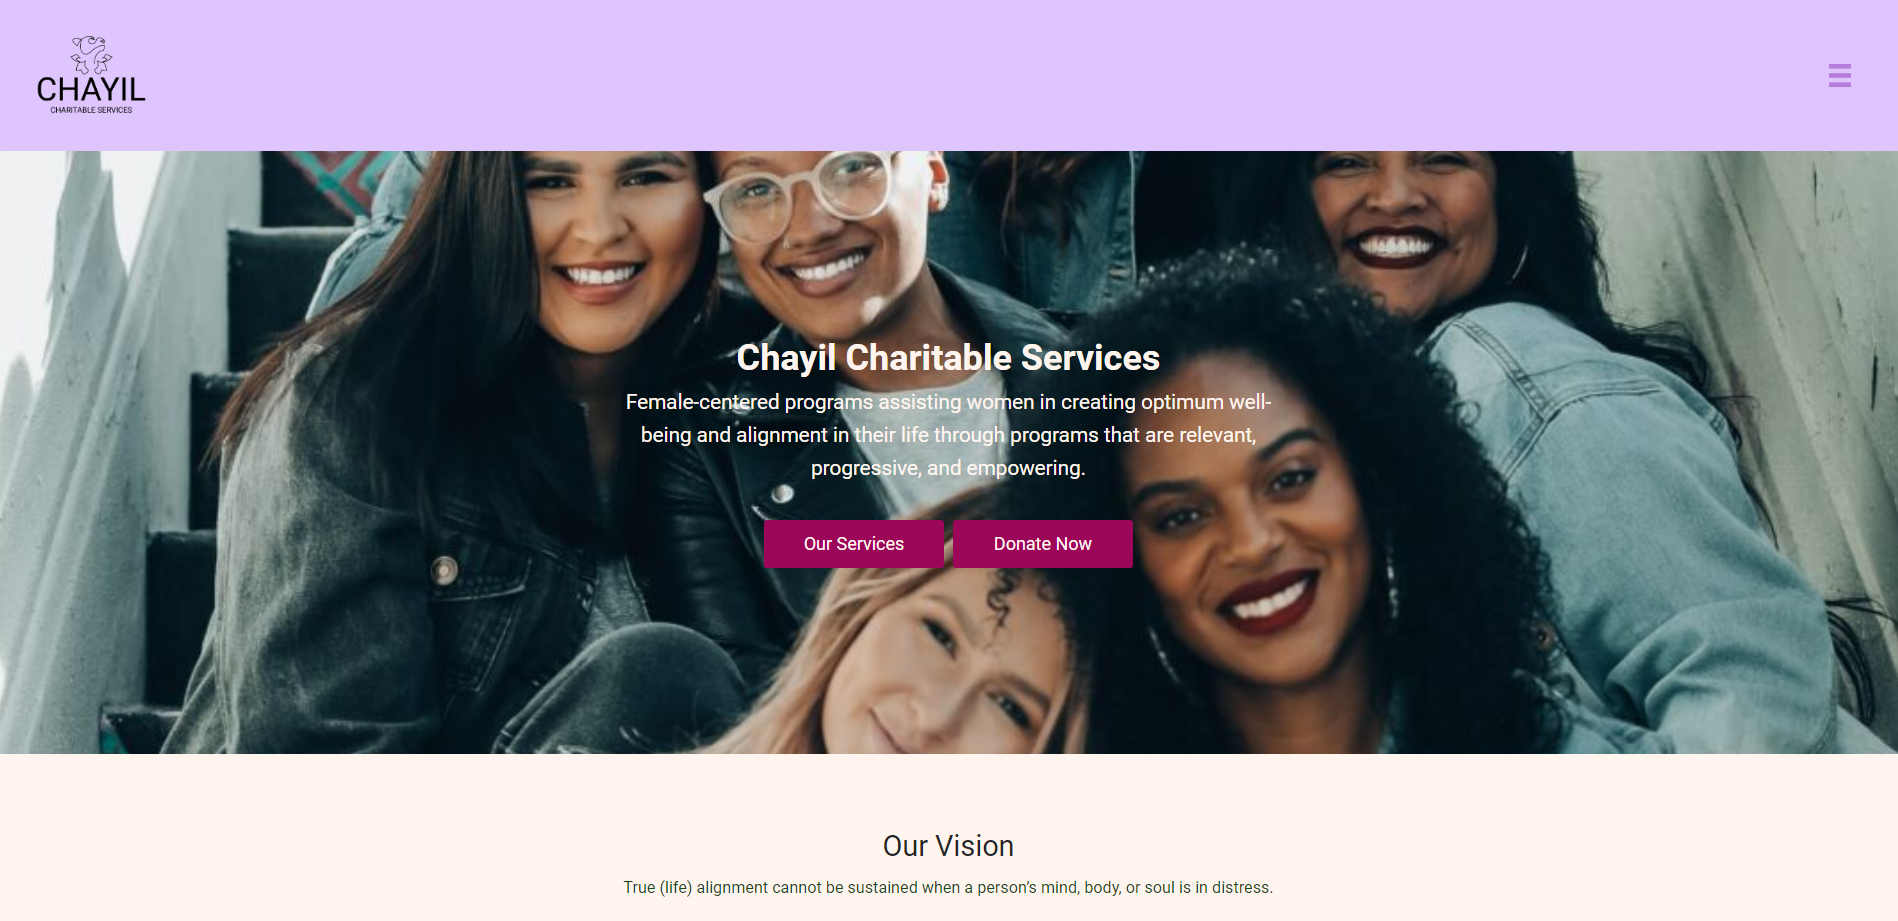 CHAYIL
CHARITABLE SERVICES
Chayil Charitable Services
Female-centered programs assisting women in creating optimum well-
being and alignment in their life through programs that are relevant,
progressive, and empowering.
Our Services
Donate Now
Our Vision
True (life) alignment cannot be sustained when a person’s mind, body, or soul is in distress.